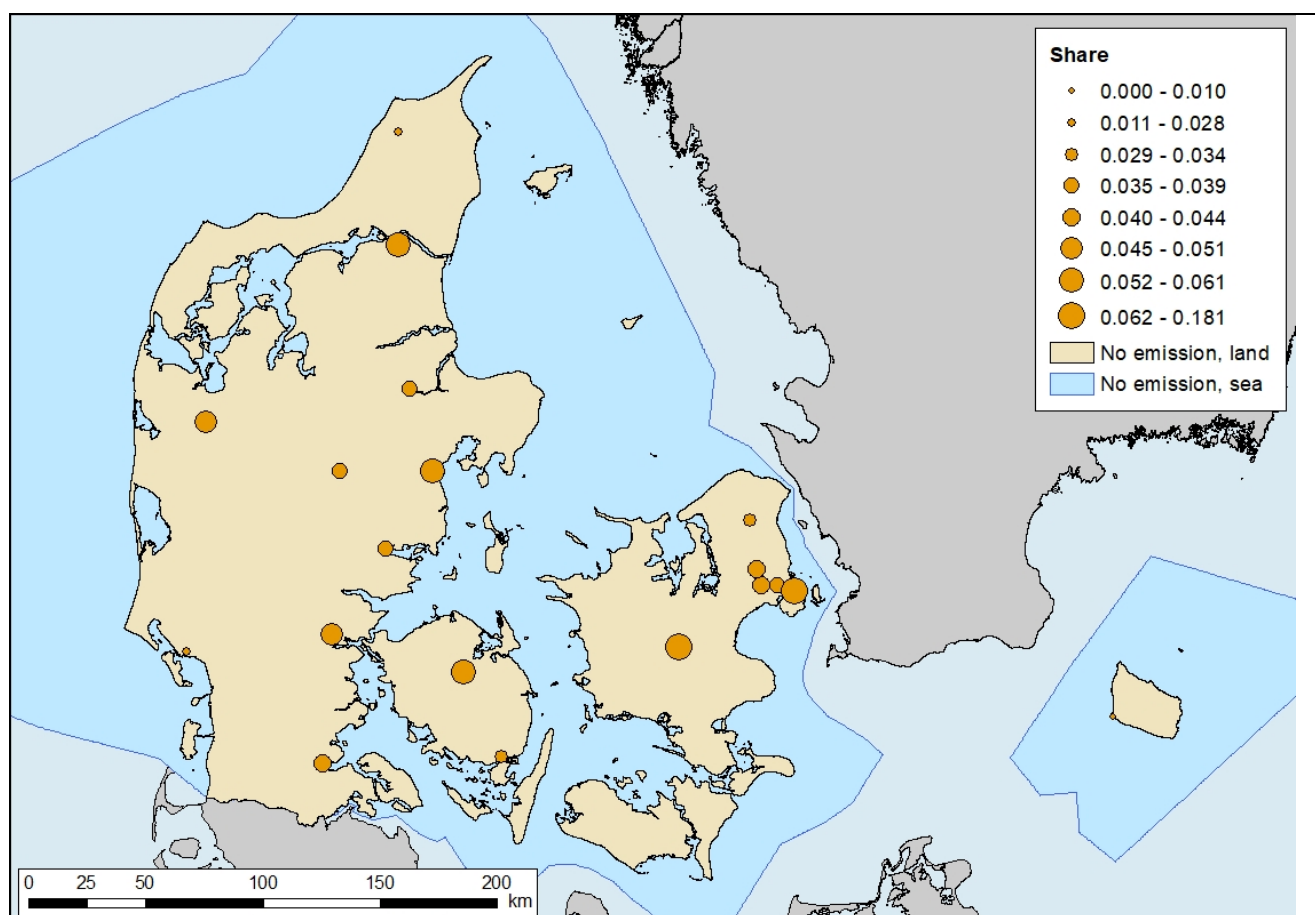 Share
0.000 - 0.010
0.011 - 0.028
0.029 - 0.034
0.035 - 0.039
0.040 - 0.044
0.045 - 0.051
0.052 - 0.061
0.062 - 0.181
No emission, land
No emission, sea
0 25 50 100 150 200
km